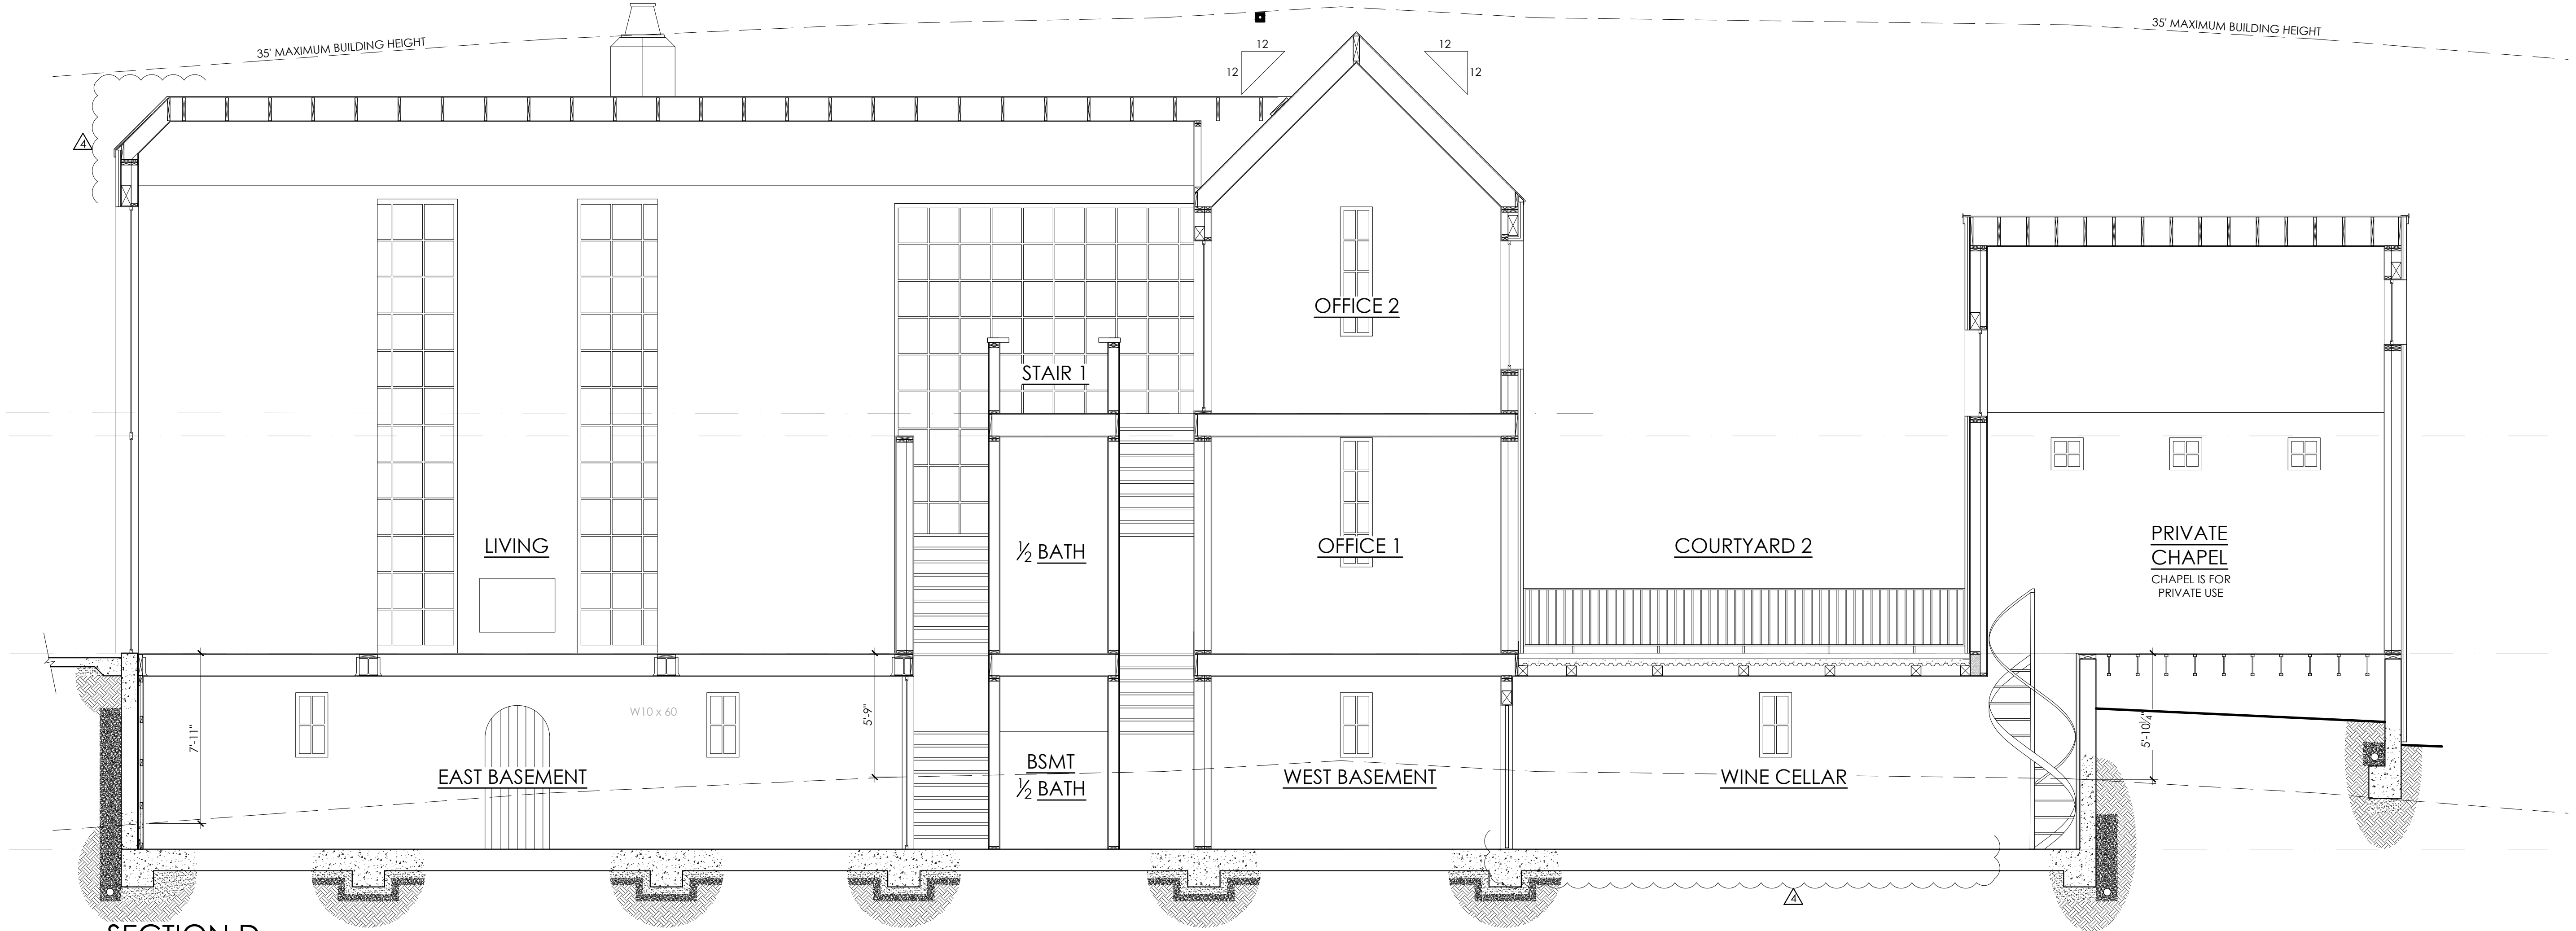 35' MAXIMUM BUILDING HEIGHT
35' MAXIMUM BUILDING HEIGHT
12
12
12
12
4
OFFICE 2
STAIR 1
LIVING
½ BATH
OFFICE 1
COURTYARD 2
PRIVATE
CHAPEL
CHAPEL IS FOR
PRIVATE USE
7'-11"
W10 x 60
5'-9"
5'-10¼"
EAST BASEMENT
BSMT
½ BATH
WEST BASEMENT
WINE CELLAR
4
SECTION D